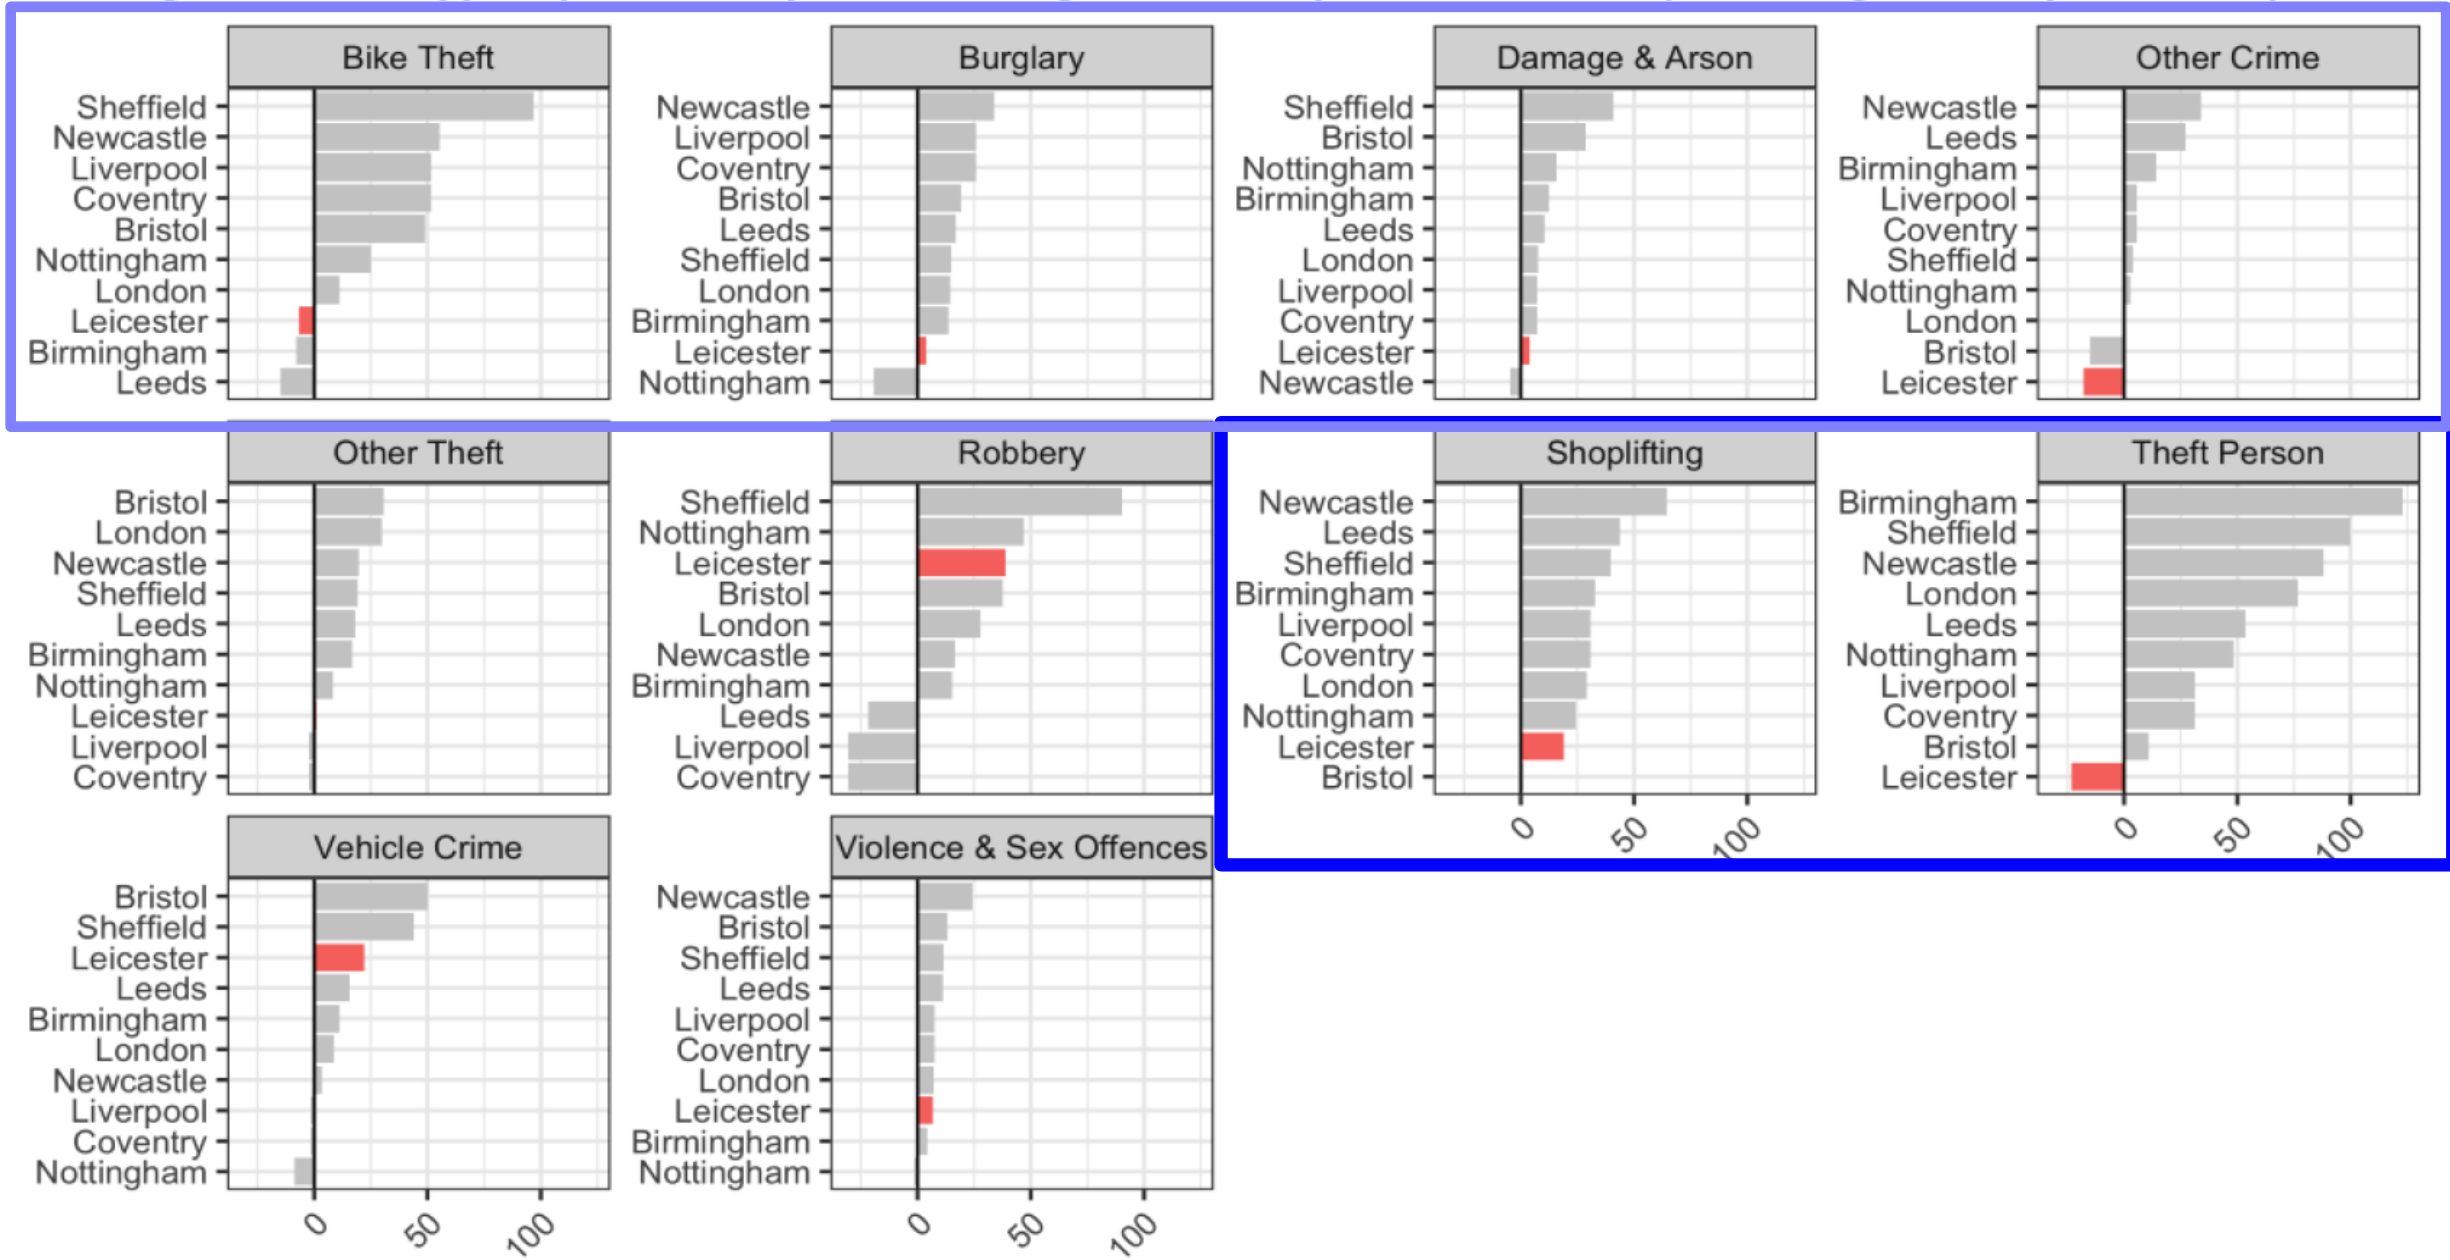 Bike Theft
Sheffield
Newcastle
Liverpool
Coventry
Bristol
Nottingham
London
Leicester
Birmingham
Leeds
Burglary
Newcastle
Liverpool
Coventry
Bristol
Leeds
Sheffield
London
Birmingham
Leicester
Nottingham
Damage & Arson
Sheffield
Bristol
Nottingham
Birmingham
Leeds
London
Liverpool
Coventry
Leicester
Newcastle
Other Crime
Newcastle
Leeds
Birmingham
Liverpool
Coventry
Sheffield
Nottingham
London
Bristol
Leicester
Other Theft
Bristol
London
Newcastle
Sheffield
Leeds
Birmingham
Nottingham
Leicester
Liverpool
Coventry
Robbery
Sheffield
Nottingham
Leicester
Bristol
London
Newcastle
Birmingham
Leeds
Liverpool
Coventry
Shoplifting
Newcastle
Leeds
Sheffield
Birmingham
Liverpool
Coventry
London
Nottingham
Leicester
Bristol
0 50 100
Theft Person
Birmingham
Sheffield
Newcastle
London
Leeds
Nottingham
Liverpool
Coventry
Bristol
Leicester
0 50 100
Vehicle Crime
Bristol
Sheffield
Leicester
Leeds
Birmingham
London
Newcastle
Liverpool
Coventry
Nottingham
0 50 100
Violence & Sex Offences
Newcastle
Bristol
Sheffield
Leeds
Liverpool
Coventry
London
Leicester
Birmingham
Nottingham
0 50 100